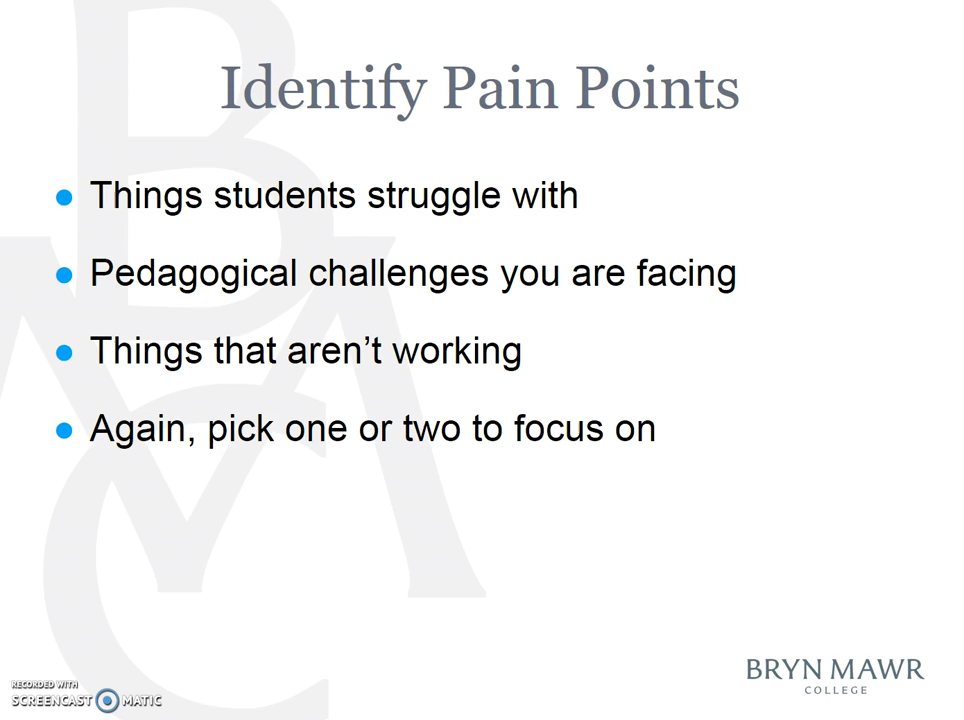 Identify Pain Points
● Things students struggle with
● Pedagogical challenges you are facing
● Things that aren’t working
● Again, pick one or two to focus on
BRYN MAWR
COLLEGE
RECORDED WITH
SCREENCAST MATIC